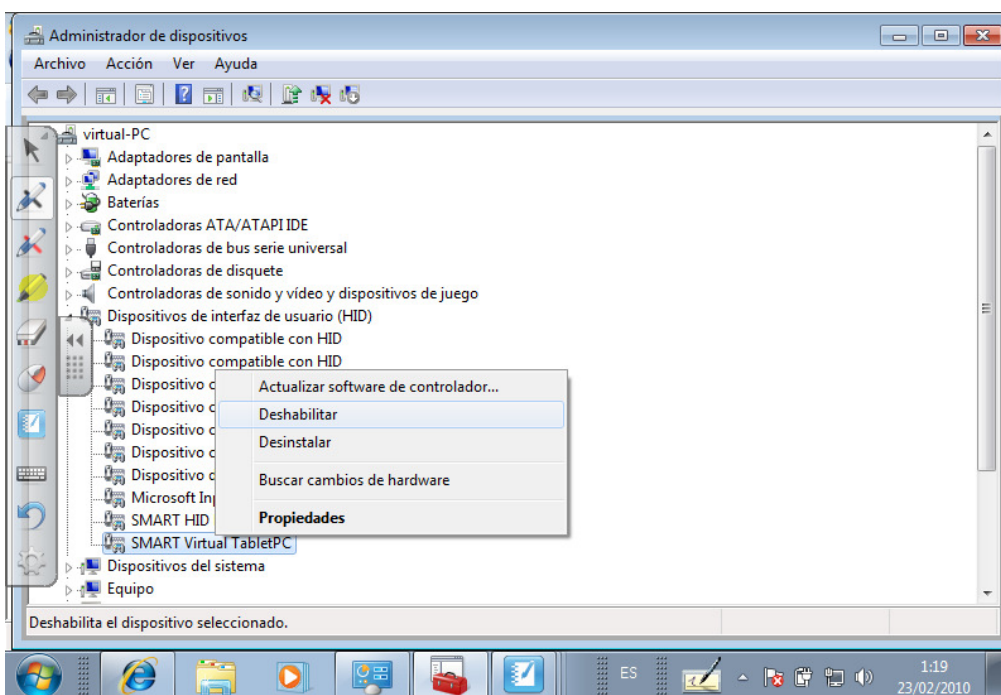 Administrador de dispositivos
Archivo Acción Ver Ayuda
virtual-PC
Adaptadores de pantalla
Adaptadores de red
Baterías
Controladoras ATA/ATAPI IDE
Controladoras de bus serie universal
Controladoras de disquete
Controladoras de sonido y vídeo y dispositivos de juego
Dispositivos de interfaz de usuario (HID)
Dispositivo compatible con HID
Dispositivo compatible con HID
Dispositivo c
Dispositivo c
Dispositivo c
Dispositivo c
Dispositivo c
Microsoft Inp
SMART HID
SMART Virtual TabletPC
Dispositivos del sistema
Equipo
Actualizar software de controlador...
Deshabilitar
Desinstalar
Buscar cambios de hardware
Propiedades
Deshabilita el dispositivo seleccionado.
ES
1:19
23/02/2010